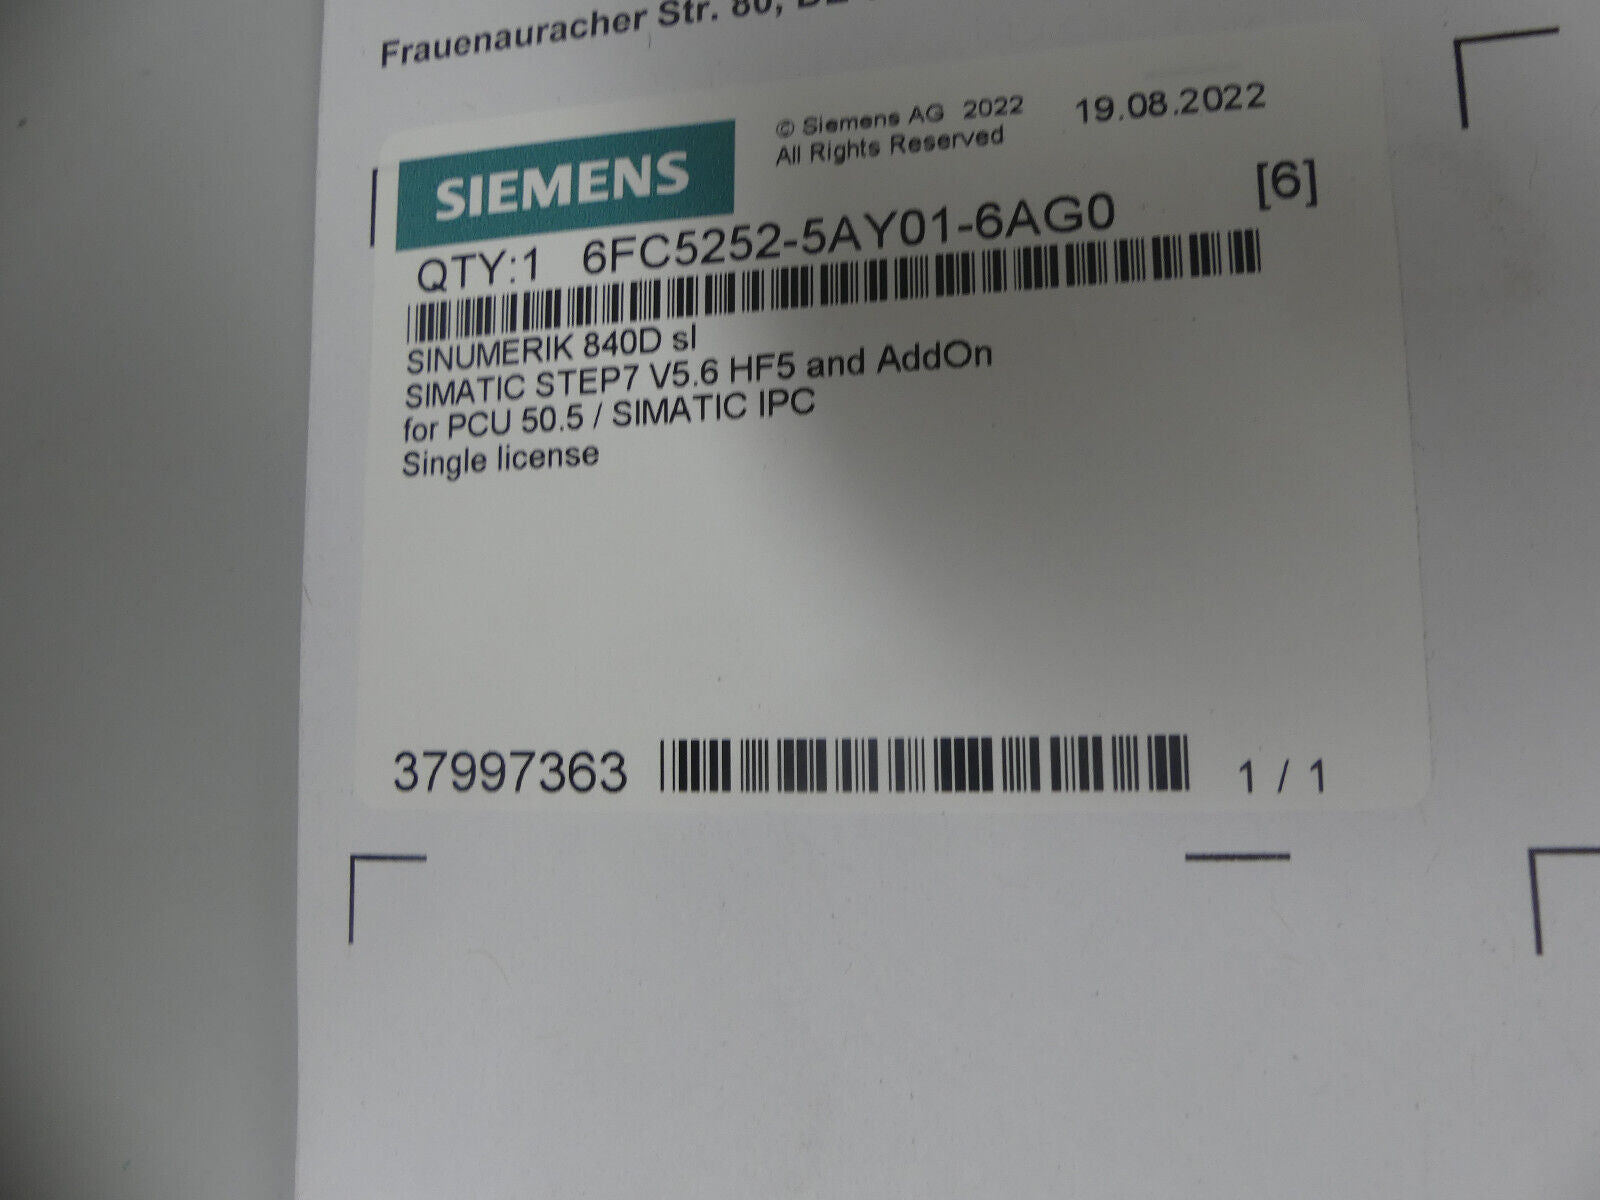 Frauenauracher Str. 80,
© Siemens AG 2022
All Rights Reserved
19.08.2022
SIEMENS
[6]
QTY:1 6FC5252-5AY01-6AG0
SINUMERIK 840D sl
SIMATIC STEP7 V5.6 HF5 and AddOn
for PCU 50.5 / SIMATIC IPC
Single license
37997363
1 / 1